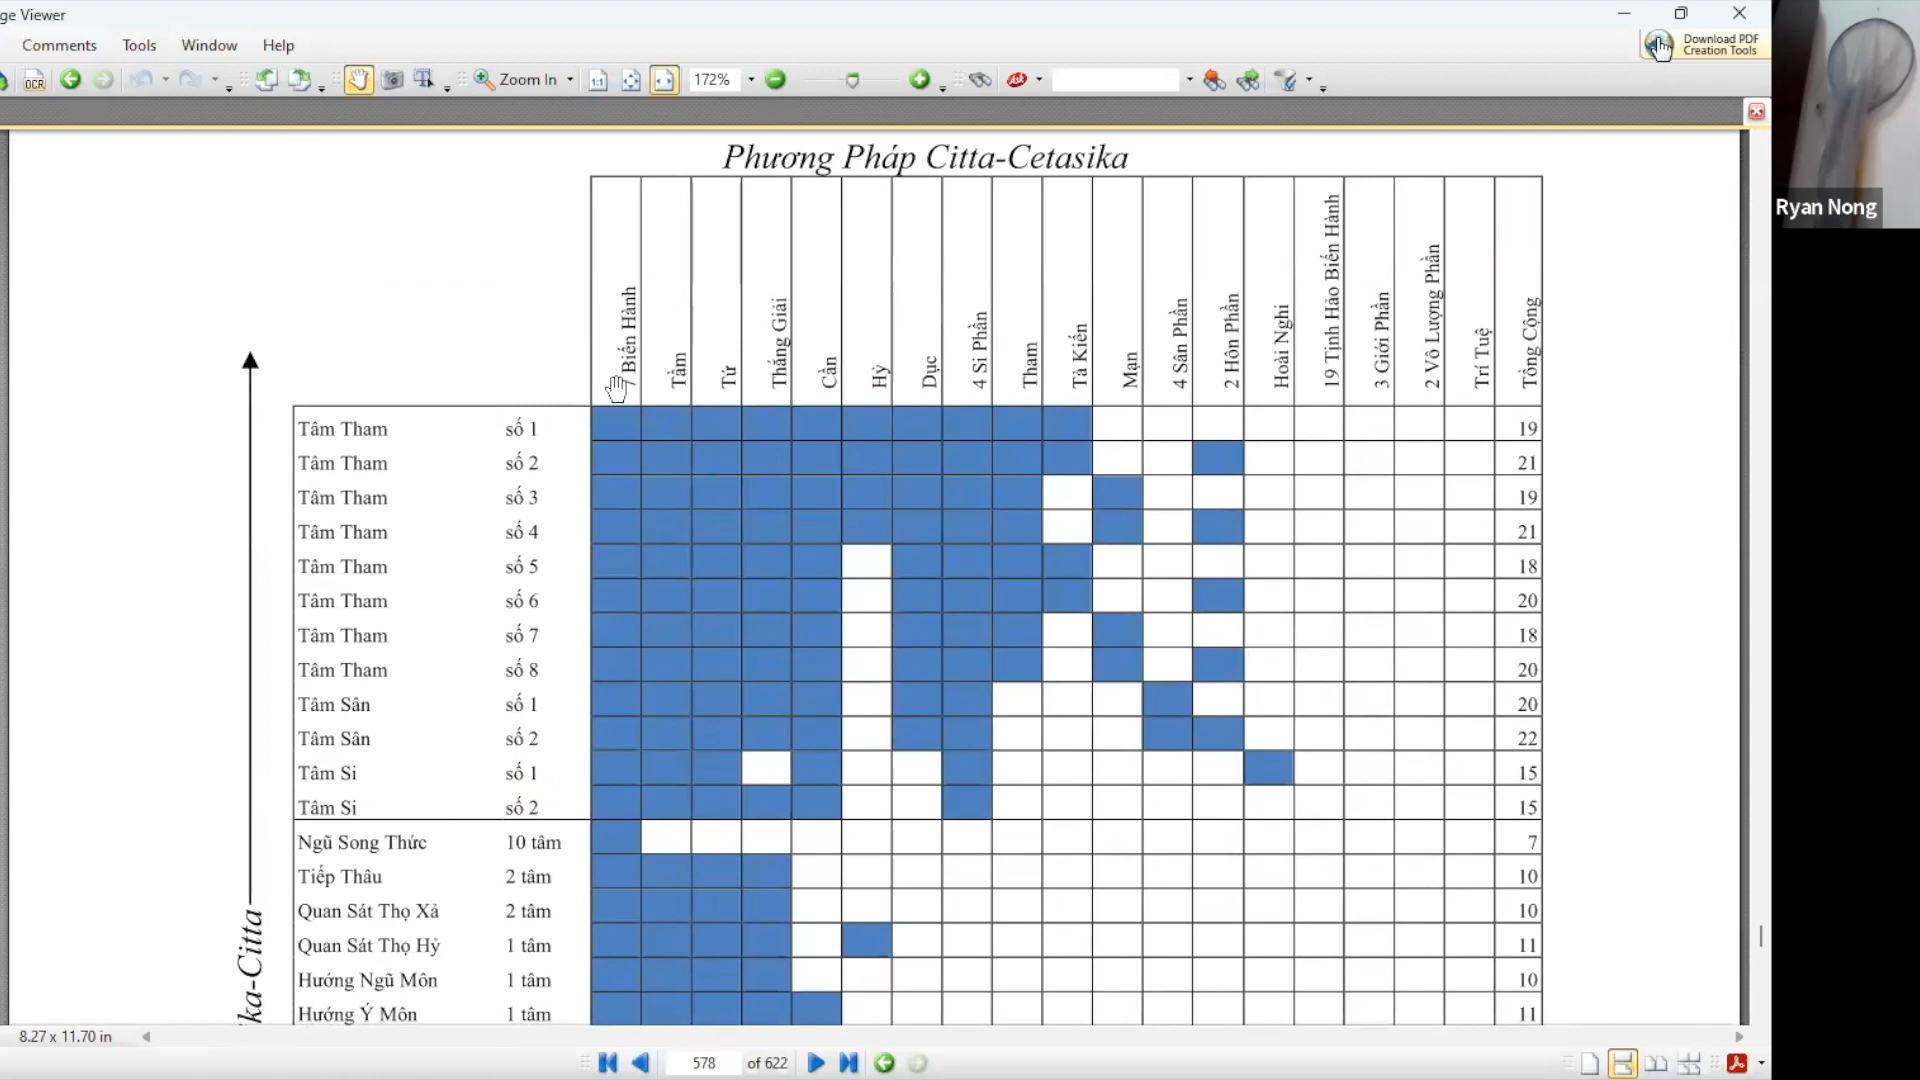 ge Viewer
Comments Tools Window Help
Download PDF
Creation Tools
OCR
Zoom In
172%
Ask
Ryan Nong
Phương Pháp Citta-Cetasika
7 Biến Hành
Tầm
Tứ
Thắng Giải
Cần
Hỷ
Dục
4 Si Phần
Tham
Tà Kiến
Mạn
4 Sân Phần
2 Hôn Phần
Hoài Nghi
19 Tịnh Hảo Biến Hành
3 Giới Phần
2 Vô Lượng Phần
Trí Tuệ
Tổng Cộng
Tâm Tham số 1 19
Tâm Tham số 2 21
Tâm Tham số 3 19
Tâm Tham số 4 21
Tâm Tham số 5 18
Tâm Tham số 6 20
Tâm Tham số 7 18
Tâm Tham số 8 20
Tâm Sân số 1 20
Tâm Sân số 2 22
Tâm Si số 1 15
Tâm Si số 2 15
Ngũ Song Thức 10 tâm 7
Tiếp Thâu 2 tâm 10
Quan Sát Thọ Xả 2 tâm 10
Quan Sát Thọ Hỷ 1 tâm 11
Hướng Ngũ Môn 1 tâm 10
Hướng Ý Môn 1 tâm 11
ka-Citta
8.27 x 11.70 in
578 of 622